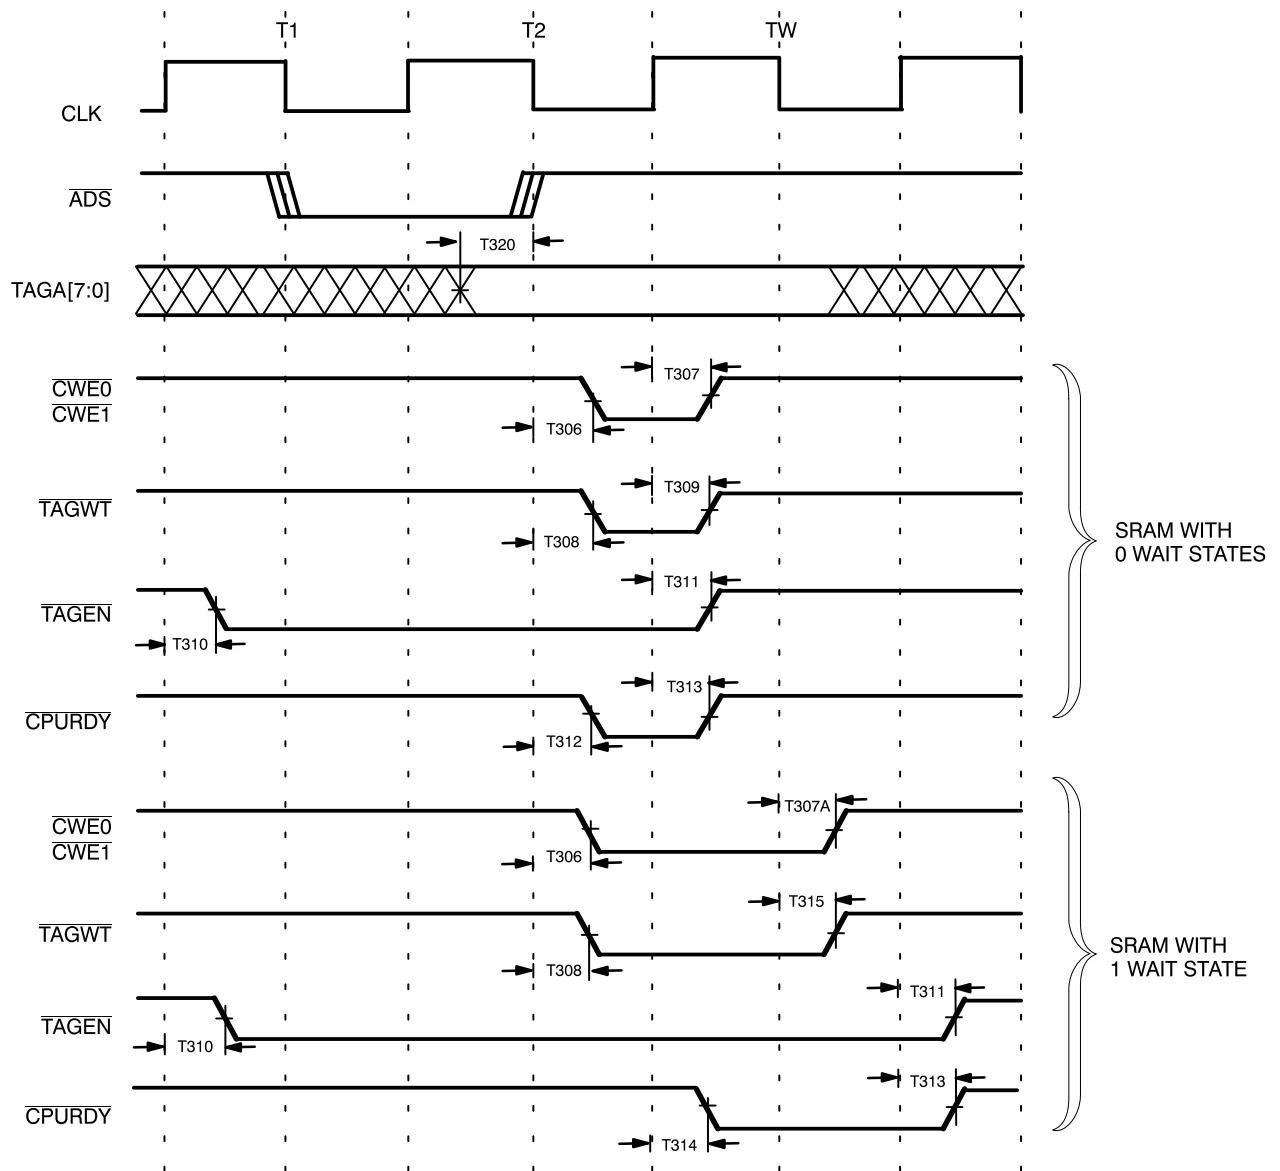 T1 T2 TW
CLK
ADS
T320
TAGA[7:0]
T307
CWE0
CWE1
T306
T309
TAGWT
T308
SRAM WITH
0 WAIT STATES
T311
TAGEN
T310
T313
CPURDY
T312
T307A
CWE0
CWE1
T306
T315
TAGWT
T308
SRAM WITH
1 WAIT STATE
T311
TAGEN
T310
T313
CPURDY
T314